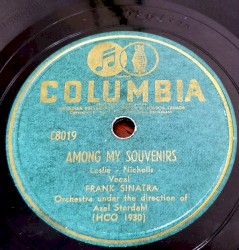 COLUMBIA
C8019
AMONG MY SOUVENIRS
Leslie - Nicholls
Vocal
FRANK SINATRA
Orchestra under the direction of
Axel Stordahl
(HCO 1930)